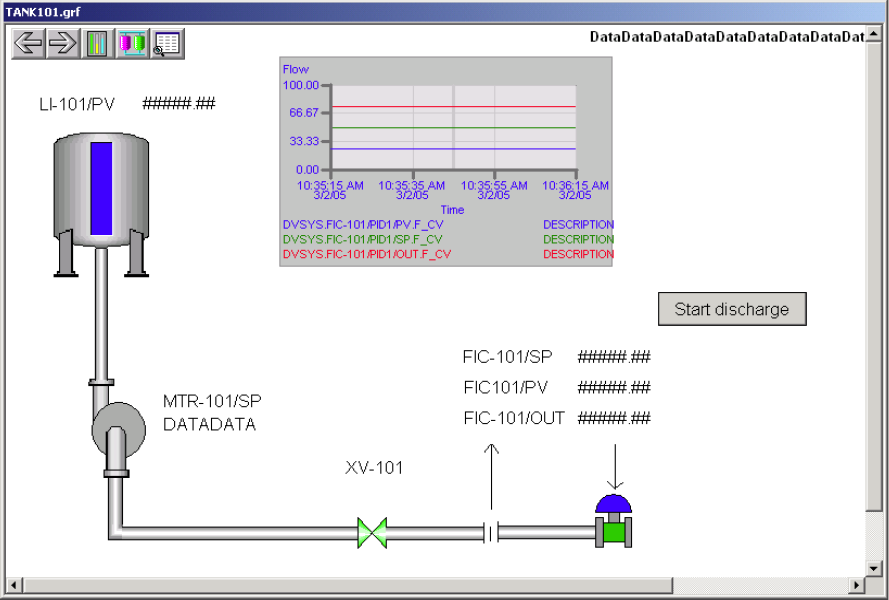 TANK101.grf
DataDataDataDataDataDataDataDataDat
LI-101/PV #####.##
Flow
100.00
66.67
33.33
0.00
10:35:15 AM 10:35:35 AM 10:35:55 AM 10:36:15 AM
3/2/05 3/2/05 3/2/05 3/2/05
Time
DVSYS.FIC-101/PID1/PV.F_CV DESCRIPTION
DVSYS.FIC-101/PID1/SP.F_CV DESCRIPTION
DVSYS.FIC-101/PID1/OUT.F_CV DESCRIPTION
Start discharge
FIC-101/SP #####.##
FIC101/PV #####.##
FIC-101/OUT #####.##
MTR-101/SP
DATADATA
XV-101